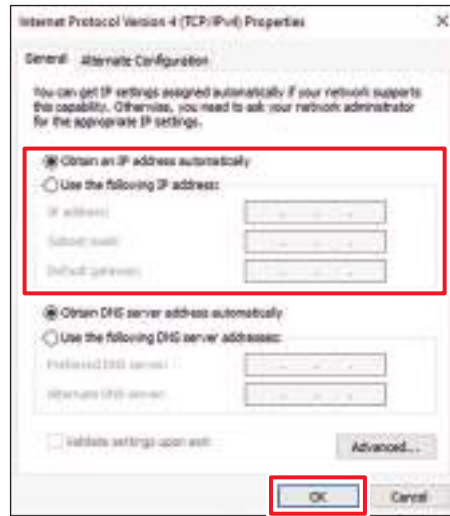 Internet Protocol Version 4 (TCP/IPv4) Properties
General
Alternate Configuration
You can get IP settings assigned automatically if your network supports
this capability. Otherwise, you need to ask your network administrator
for the appropriate IP settings.
Obtain an IP address automatically
Use the following IP address:
IP address:
Subnet mask:
Default gateway:
Obtain DNS server address automatically
Use the following DNS server addresses:
Preferred DNS server:
Alternate DNS server:
Validate settings upon exit
Advanced...
OK
Cancel